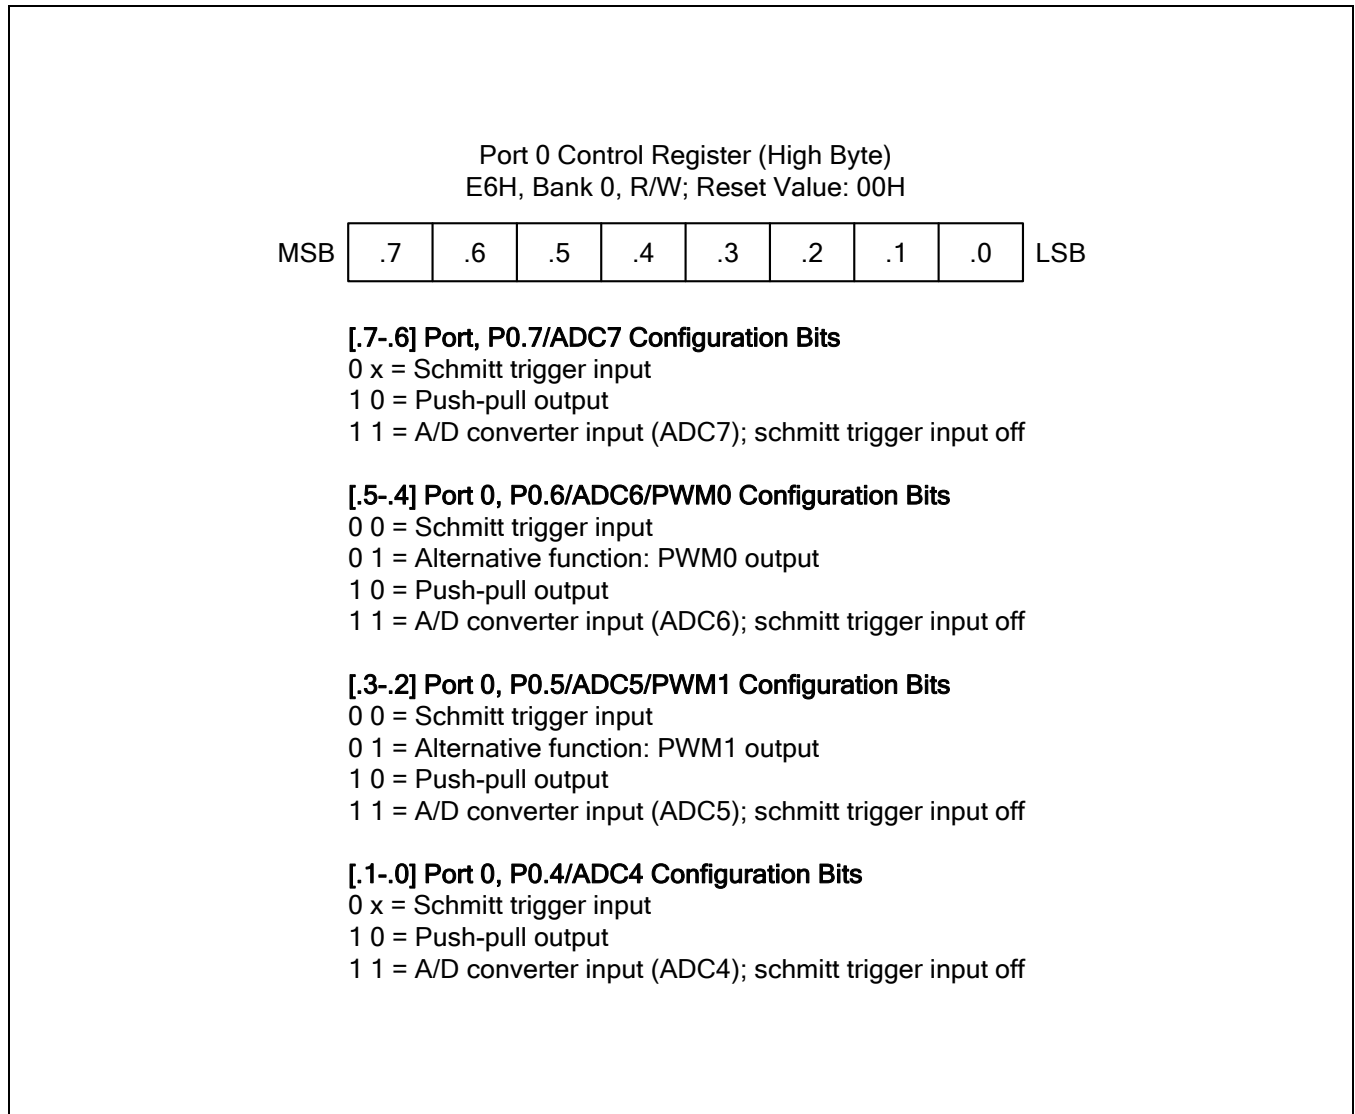 Port 0 Control Register (High Byte)
E6H, Bank 0, R/W; Reset Value: 00H
MSB .7 .6 .5 .4 .3 .2 .1 .0 LSB
[.7-.6] Port, P0.7/ADC7 Configuration Bits
0 x = Schmitt trigger input
1 0 = Push-pull output
1 1 = A/D converter input (ADC7); schmitt trigger input off
[.5-.4] Port 0, P0.6/ADC6/PWM0 Configuration Bits
0 0 = Schmitt trigger input
0 1 = Alternative function: PWM0 output
1 0 = Push-pull output
1 1 = A/D converter input (ADC6); schmitt trigger input off
[.3-.2] Port 0, P0.5/ADC5/PWM1 Configuration Bits
0 0 = Schmitt trigger input
0 1 = Alternative function: PWM1 output
1 0 = Push-pull output
1 1 = A/D converter input (ADC5); schmitt trigger input off
[.1-.0] Port 0, P0.4/ADC4 Configuration Bits
0 x = Schmitt trigger input
1 0 = Push-pull output
1 1 = A/D converter input (ADC4); schmitt trigger input off